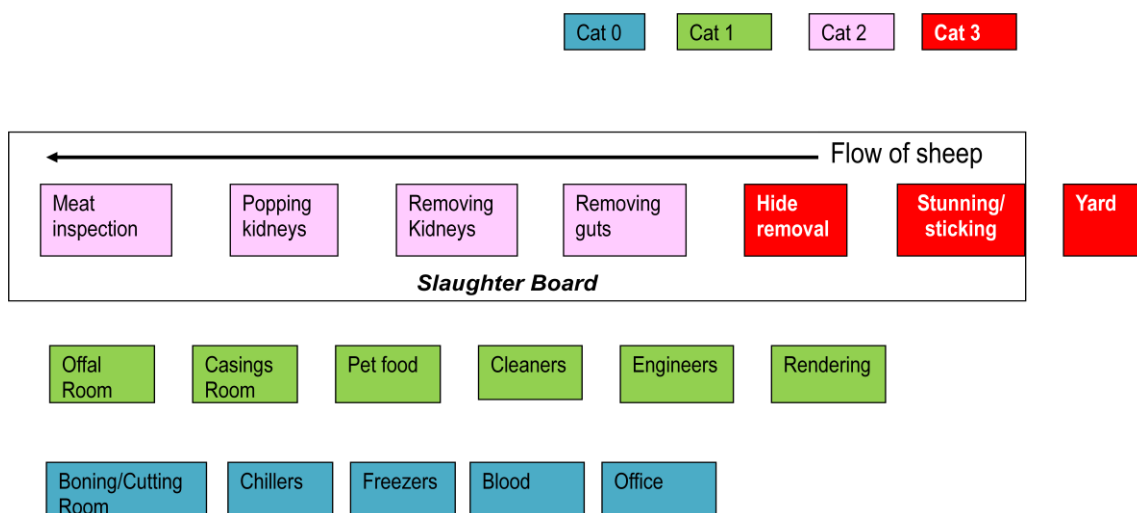 Cat 0
Cat 1
Cat 2
Cat 3
Flow of sheep
Meat
inspection
Popping
kidneys
Removing
Kidneys
Removing
guts
Hide
removal
Stunning/
sticking
Yard
Slaughter Board
Offal
Room
Casings
Room
Pet food
Cleaners
Engineers
Rendering
Boning/Cutting
Room
Chillers
Freezers
Blood
Office